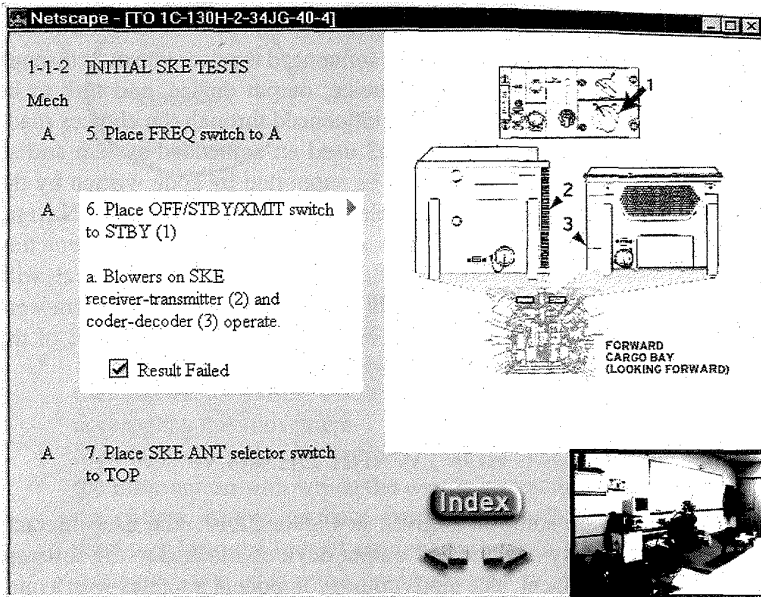 Netscape - [TO 1C-130H-2-34JG-40-4]
1-1-2 INITIAL SKE TESTS
Mech
A 5. Place FREQ switch to A
A 6. Place OFF/STBY/XMIT switch
to STBY (1)
a. Blowers on SKE
receiver-transmitter (2) and
coder-decoder (3) operate.
Result Failed
A 7. Place SKE ANT selector switch
to TOP
1
2
3
FORWARD
CARGO BAY
(LOOKING FORWARD)
Index